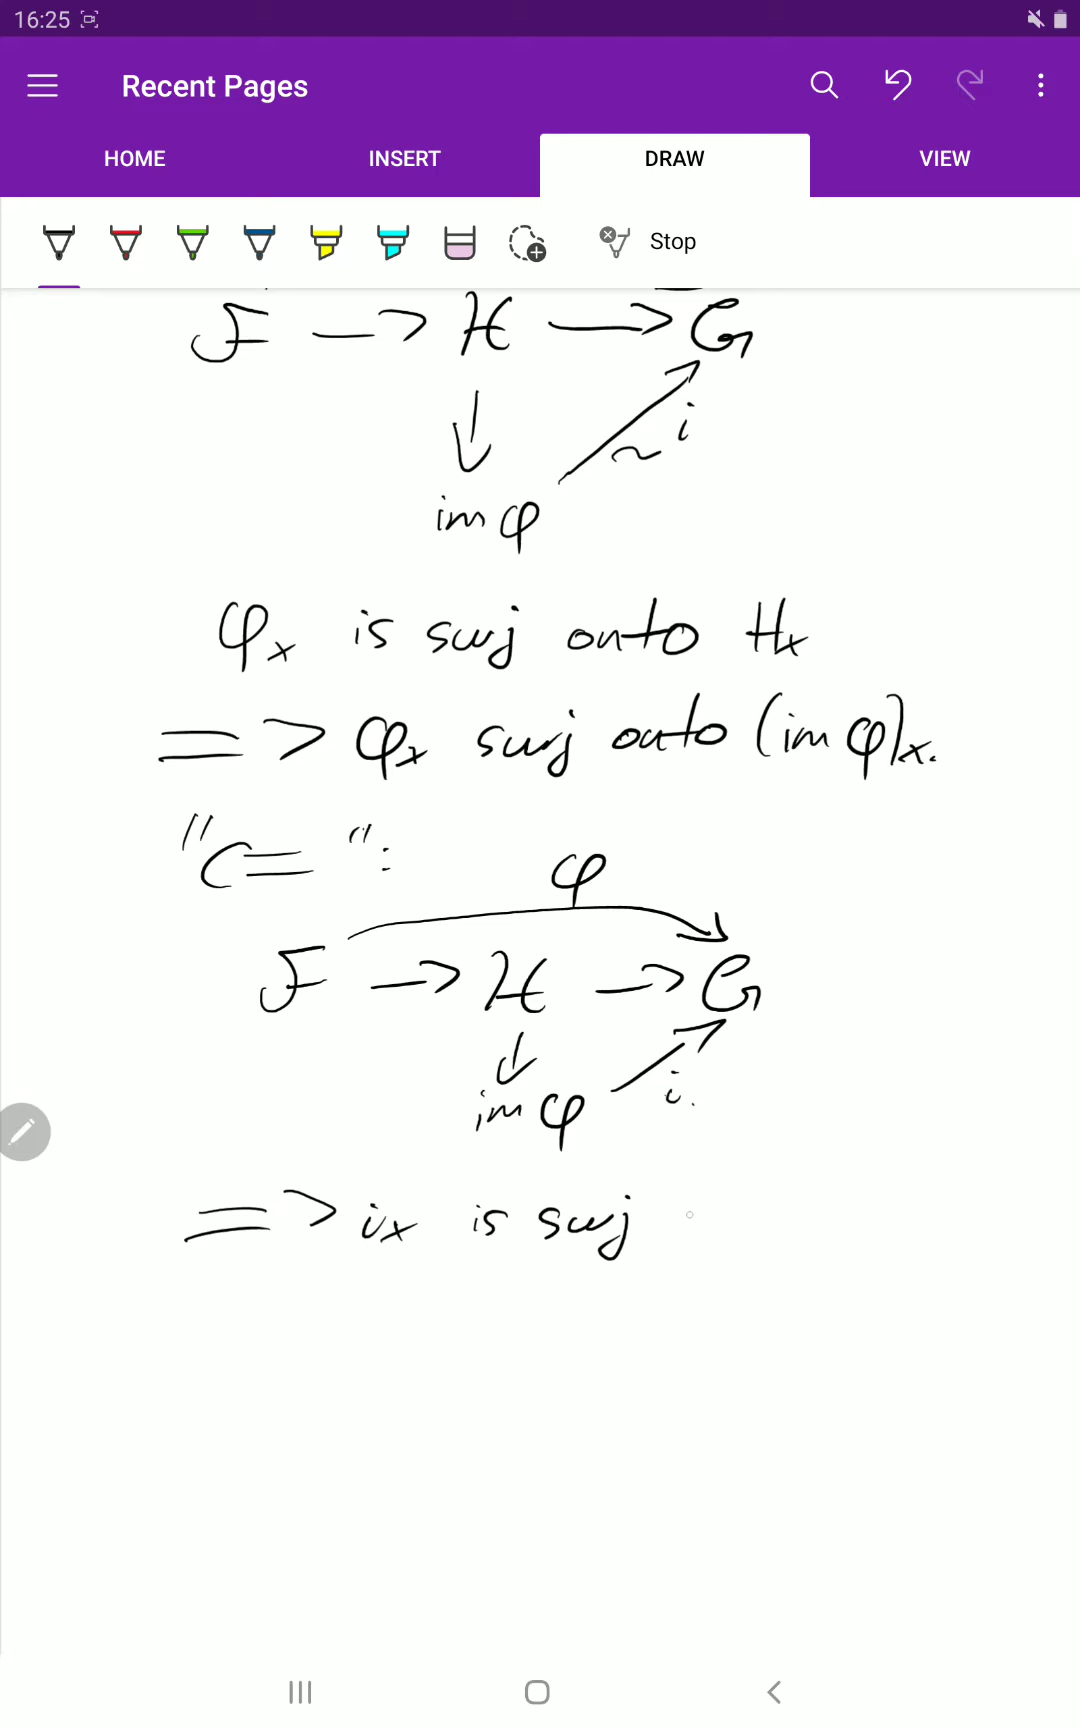 16:25
Recent Pages
HOME INSERT DRAW VIEW
Stop
F —> H —> G
i
~
im φ
φx is surj onto Hx
=> φx surj onto (im φ)x.
"<= ":
φ
F —> H —> G
im φ i.
=> ix is surj